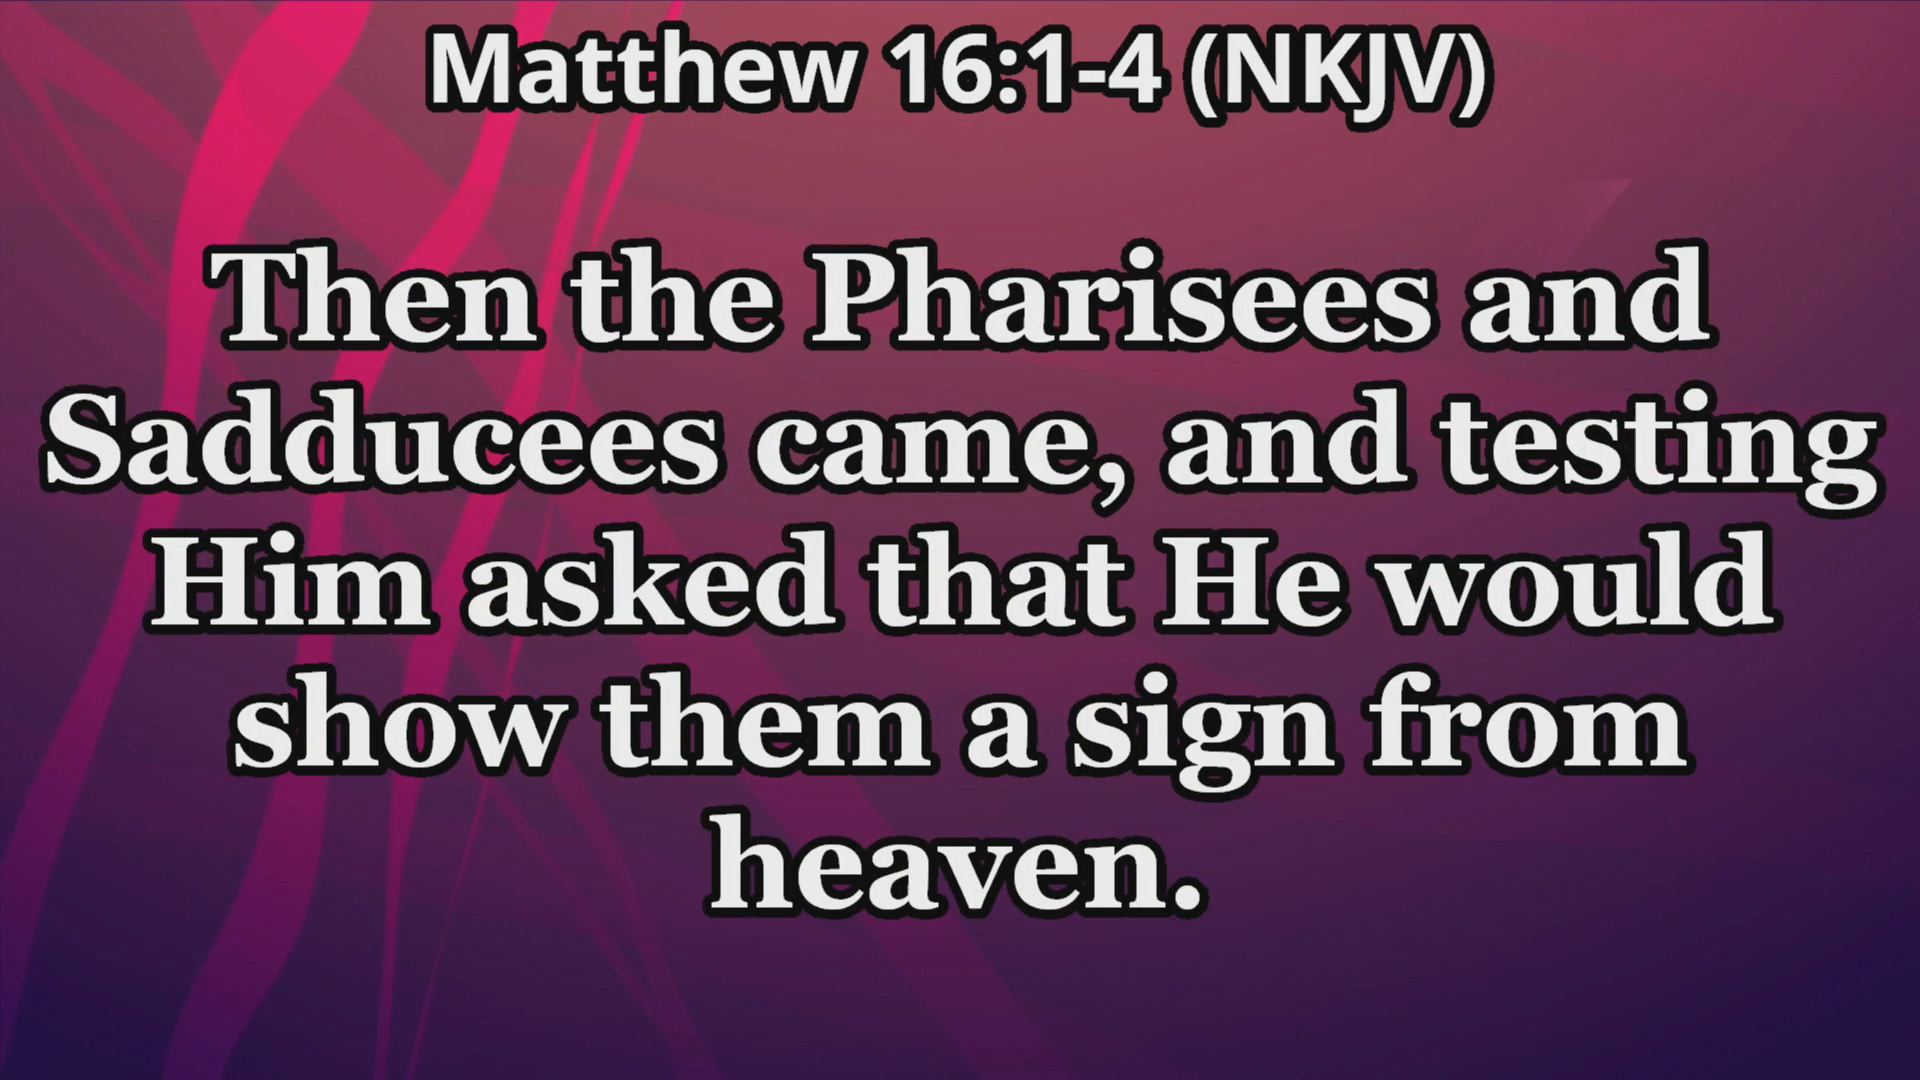 Matthew 16:1-4 (NKJV)
Then the Pharisees and
Sadducees came, and testing
Him asked that He would
show them a sign from
heaven.